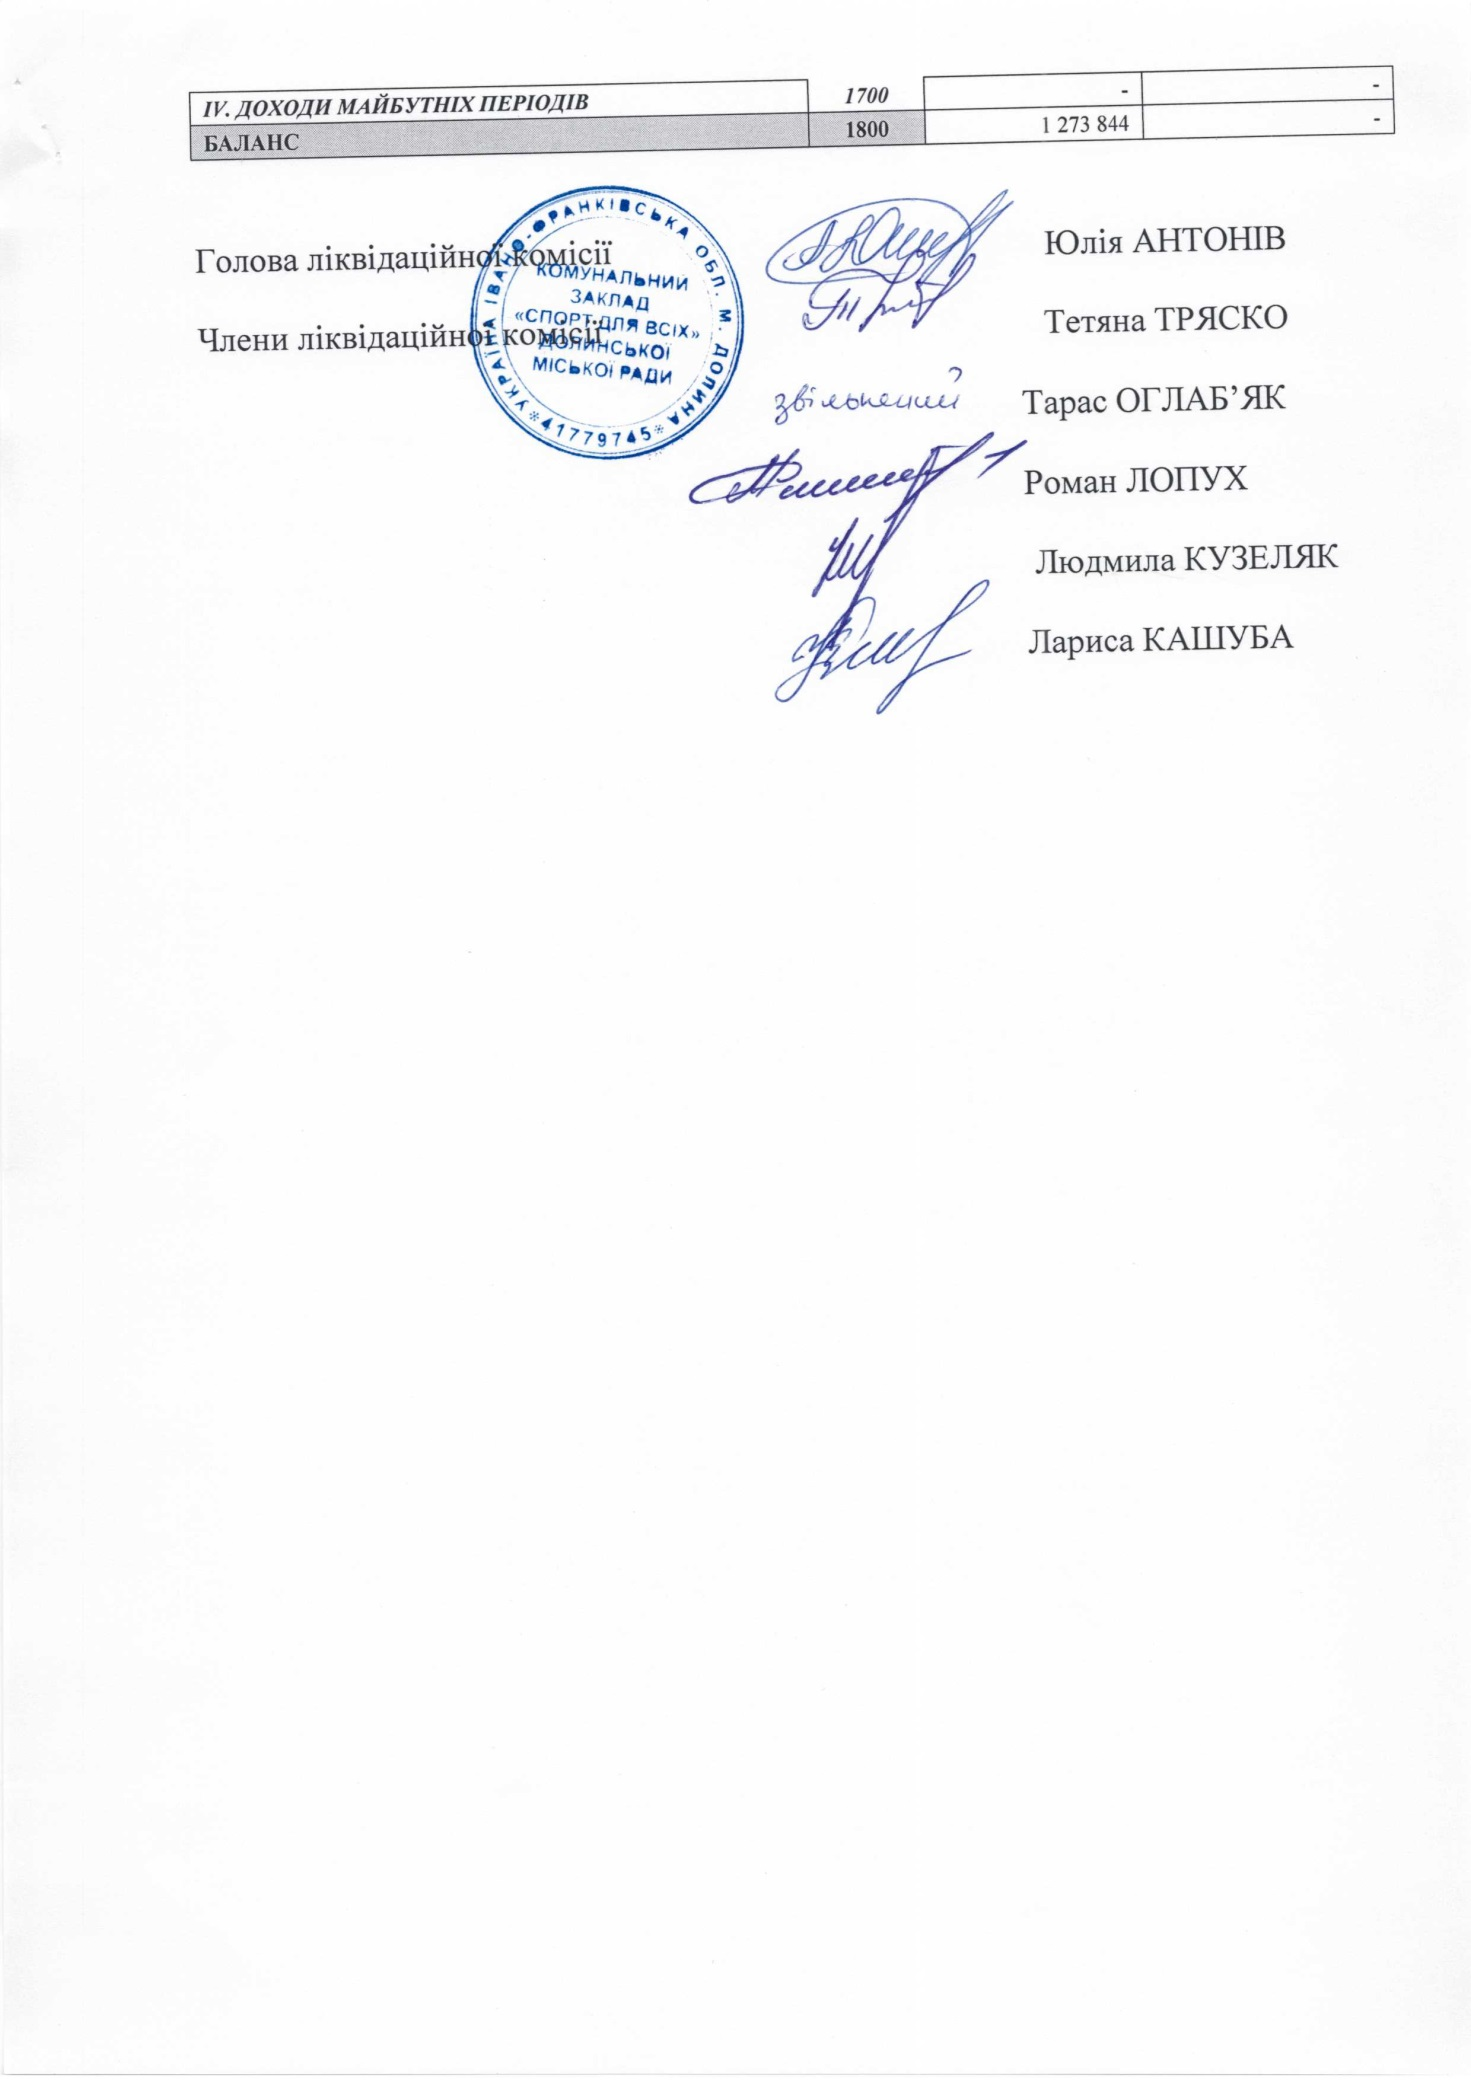 IV. ДОХОДИ МАЙБУТНІХ ПЕРІОДІВ 1700 - -
БАЛАНС 1800 1 273 844 -
Голова ліквідаційної комісії Юлія АНТОНІВ
Члени ліквідаційної комісії Тетяна ТРЯСКО
звільнений Тарас ОГЛАБ’ЯК
Роман ЛОПУХ
Людмила КУЗЕЛЯК
Лариса КАШУБА
УКРАЇНА ІВАНО-ФРАНКІВСЬКА ОБЛ. М. ДОЛИНА
*41779745*
КОМУНАЛЬНИЙ
ЗАКЛАД
«СПОРТ ДЛЯ ВСІХ»
ДОЛИНСЬКОЇ
МІСЬКОЇ РАДИ